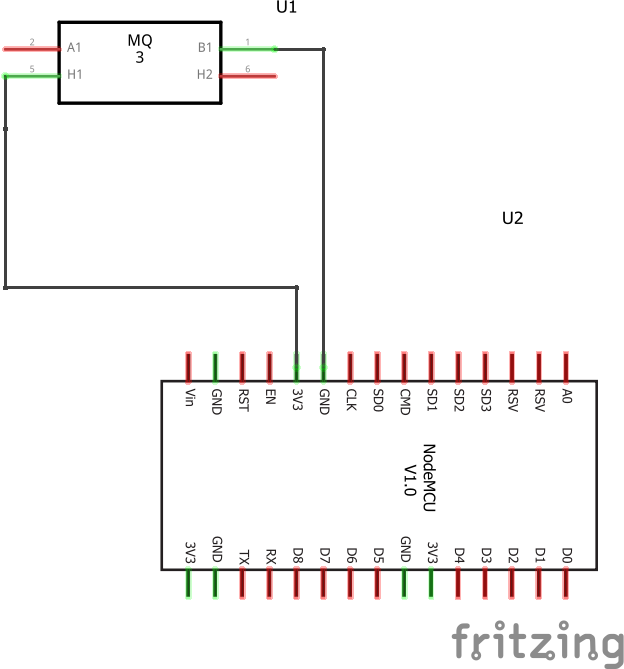 U1
2 A1 MQ B1 1
3
5 H1 H2 6
U2
Vin GND RST EN 3V3 GND CLK SD0 CMD SD1 SD2 SD3 RSV RSV A0
NodeMCU
V1.0
3V3 GND TX RX D8 D7 D6 D5 GND 3V3 D4 D3 D2 D1 D0
fritzing